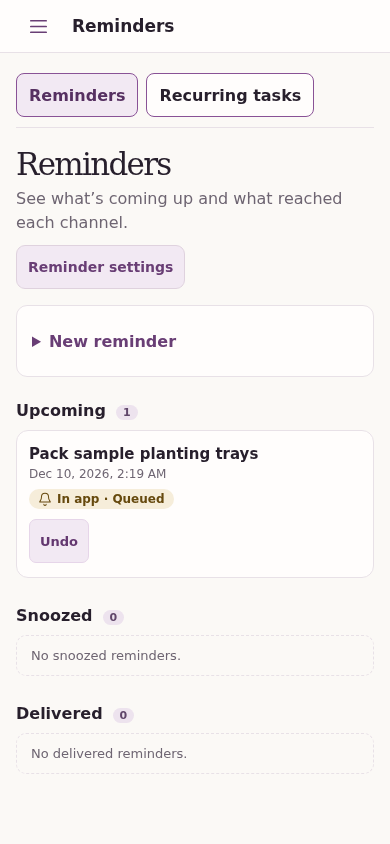 Reminders
Reminders
Recurring tasks
Reminders
See what’s coming up and what reached
each channel.
Reminder settings
New reminder
Upcoming 1
Pack sample planting trays
Dec 10, 2026, 2:19 AM
In app · Queued
Undo
Snoozed 0
No snoozed reminders.
Delivered 0
No delivered reminders.